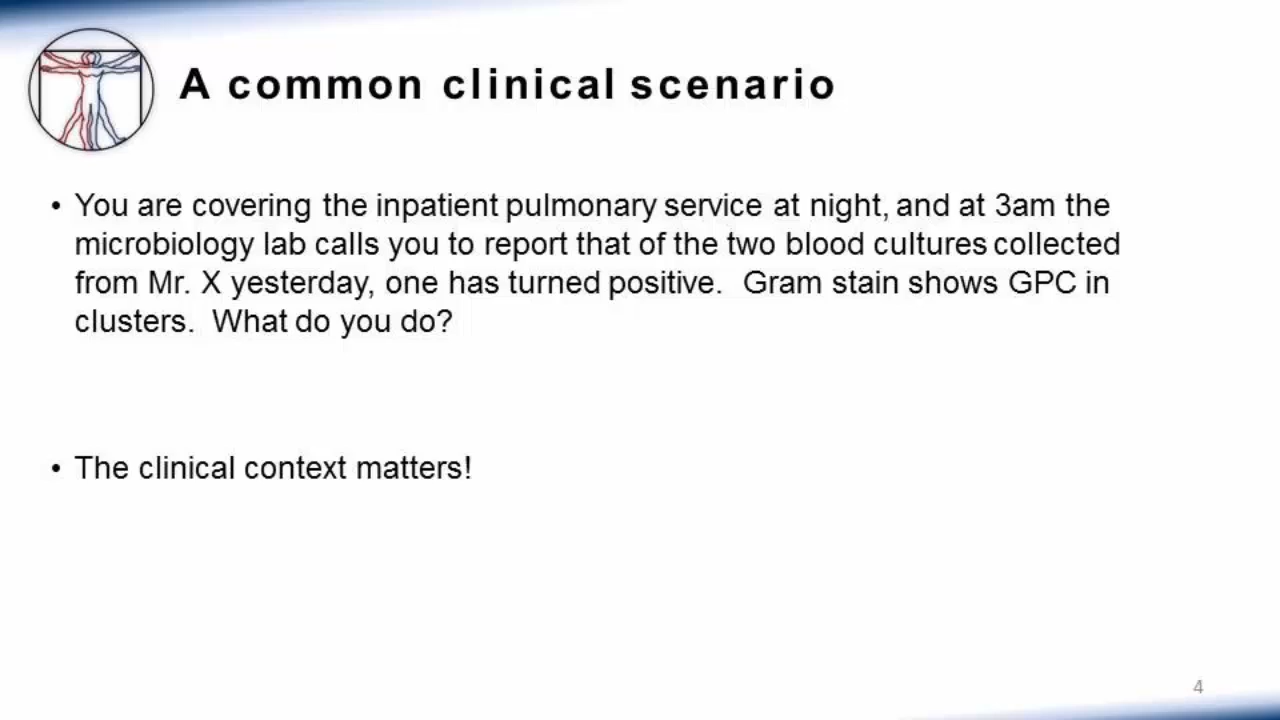 A common clinical scenario
• You are covering the inpatient pulmonary service at night, and at 3am the
microbiology lab calls you to report that of the two blood cultures collected
from Mr. X yesterday, one has turned positive.  Gram stain shows GPC in
clusters.  What do you do?
• The clinical context matters!
4